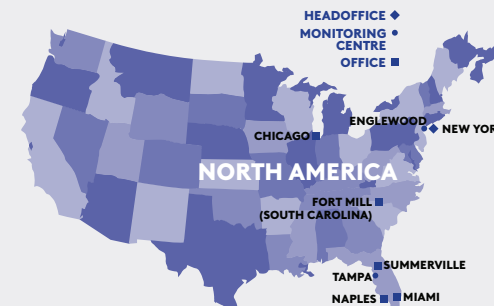 HEADOFFICE
MONITORING
CENTRE
OFFICE
ENGLEWOOD
NEW YOR
CHICAGO
NORTH AMERICA
FORT MILL
(SOUTH CAROLINA)
SUMMERVILLE
TAMPA
NAPLES
MIAMI